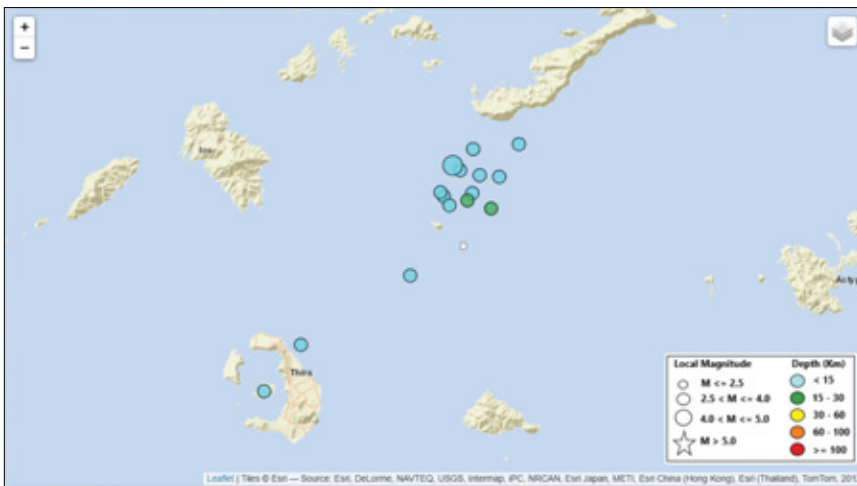 +
−
Ios
Astyp
Thira
Local Magnitude
M <= 2.5
2.5 < M <= 4.0
4.0 < M <= 5.0
M > 5.0
Depth (Km)
< 15
15 - 30
30 - 60
60 - 100
>= 100
Leaflet | Tiles © Esri — Source: Esri, DeLorme, NAVTEQ, USGS, Intermap, iPC, NRCAN, Esri Japan, METI, Esri China (Hong Kong), Esri (Thailand), TomTom, 2012